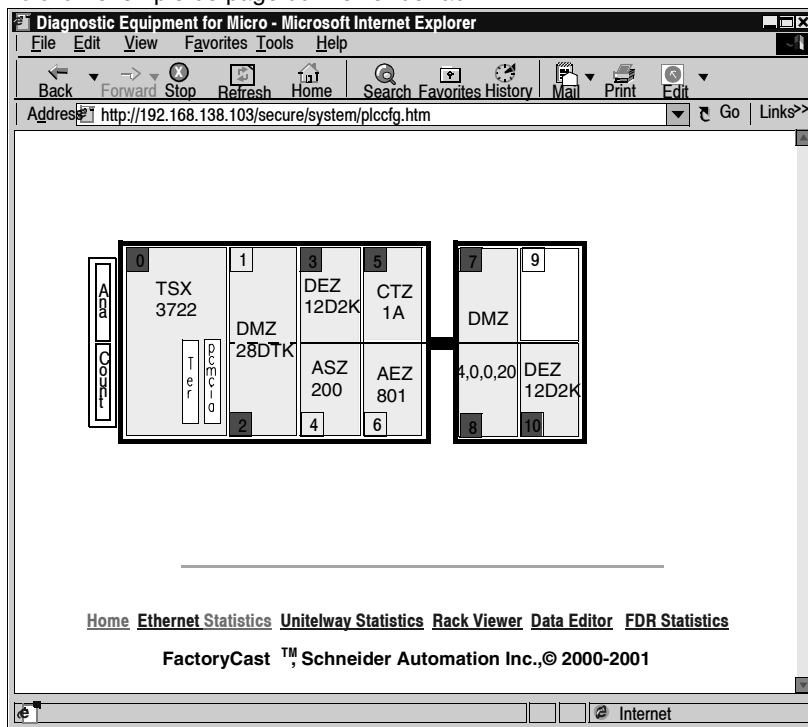 Diagnostic Equipment for Micro - Microsoft Internet Explorer
File Edit View Favorites Tools Help
Back Forward Stop Refresh Home Search Favorites History Mail Print Edit
Address http://192.168.138.103/secure/system/plccfg.htm Go Links>>
Ana
Count
0
TSX
3722
Ter
pcmcia
1
DMZ
28DTK
2
3
DEZ
12D2K
ASZ
200
4
5
CTZ
1A
AEZ
801
6
7
DMZ
4,0,0,20
8
9
DEZ
12D2K
10
Home Ethernet Statistics Unitelway Statistics Rack Viewer Data Editor FDR Statistics
FactoryCast TM, Schneider Automation Inc.,© 2000-2001
Internet